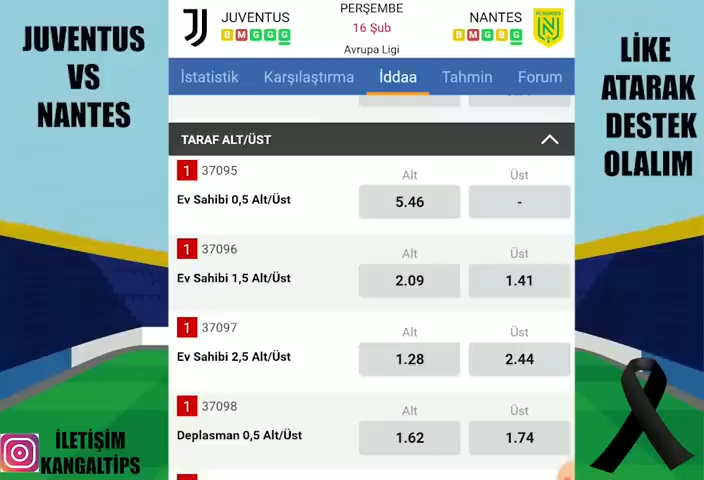 JUVENTUS
VS
NANTES
JUVENTUS
B M G G G
PERŞEMBE
16 Şub
Avrupa Ligi
NANTES
B M G B G
FC NANTES
İstatistik Karşılaştırma İddaa Tahmin Forum
TARAF ALT/ÜST
1 37095
Alt Üst
Ev Sahibi 0,5 Alt/Üst 5.46 -
1 37096
Alt Üst
Ev Sahibi 1,5 Alt/Üst 2.09 1.41
1 37097
Alt Üst
Ev Sahibi 2,5 Alt/Üst 1.28 2.44
1 37098
Alt Üst
Deplasman 0,5 Alt/Üst 1.62 1.74
LİKE
ATARAK
DESTEK
OLALIM
İLETİŞİM
KANGALTİPS